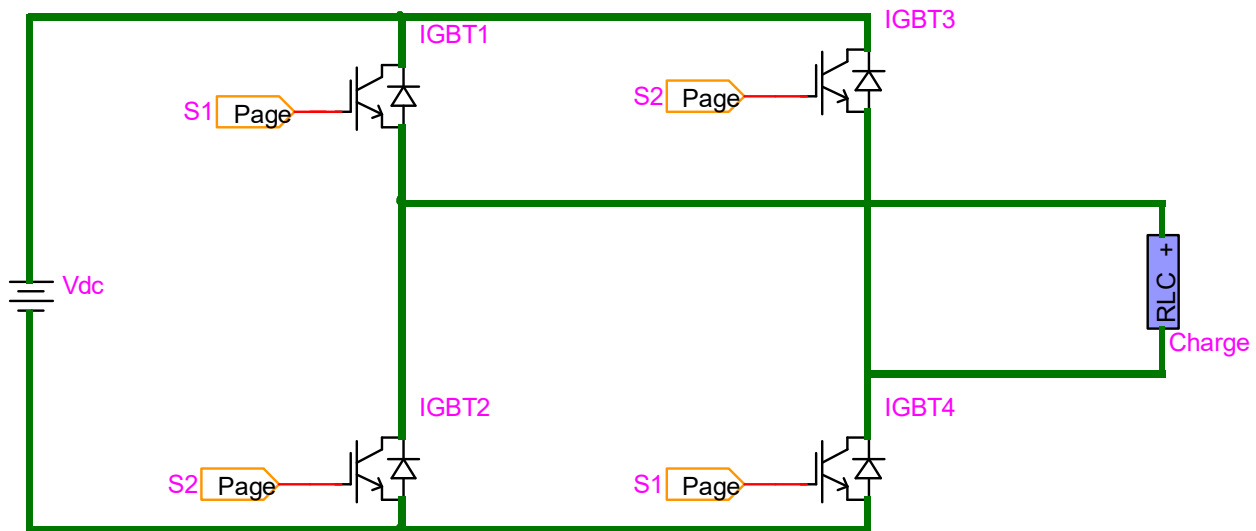 IGBT1
IGBT3
S1 Page
S2 Page
Vdc
RLC +
Charge
IGBT2
IGBT4
S2 Page
S1 Page